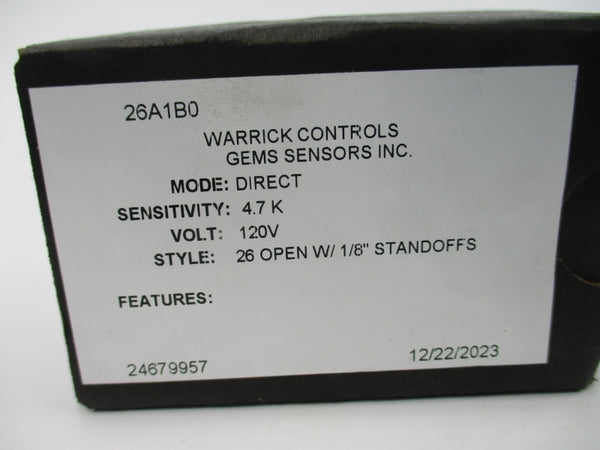 26A1B0
WARRICK CONTROLS
GEMS SENSORS INC.
MODE: DIRECT
SENSITIVITY: 4.7 K
VOLT: 120V
STYLE: 26 OPEN W/ 1/8" STANDOFFS
FEATURES:
24679957 12/22/2023